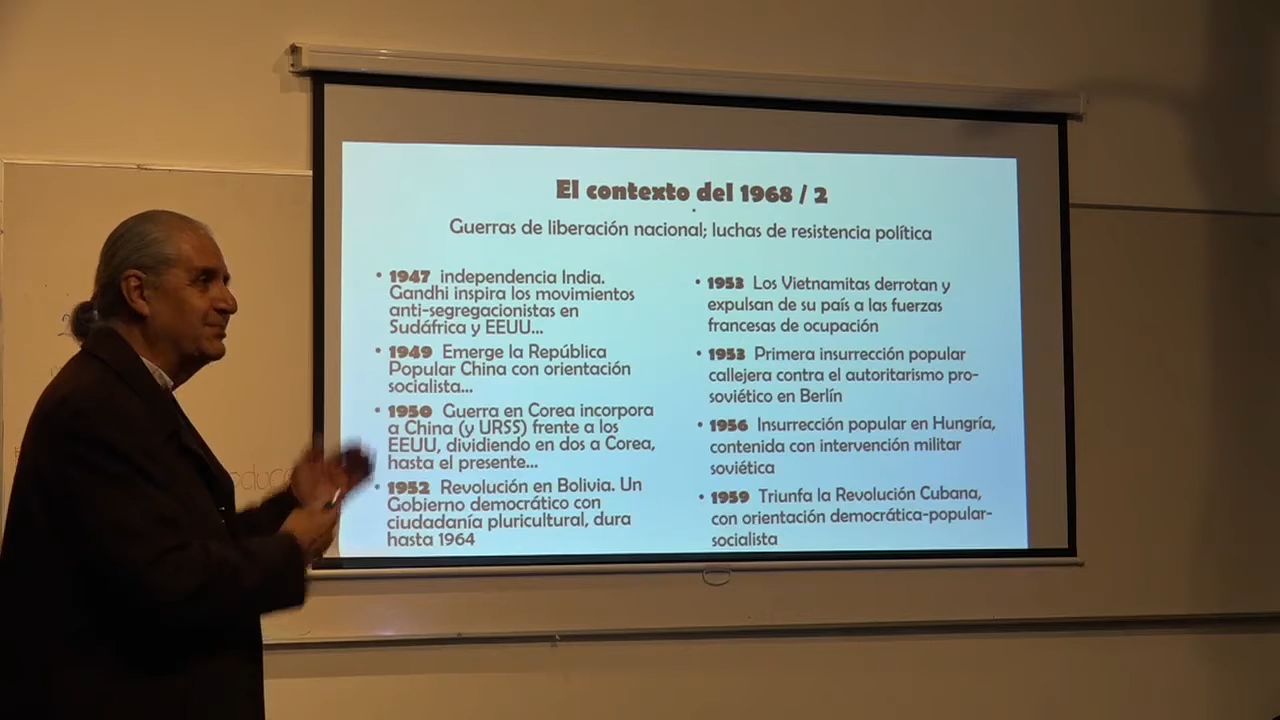 El contexto del 1968 / 2
Guerras de liberación nacional; luchas de resistencia política
• 1947 independencia India.
Gandhi inspira los movimientos
anti-segregacionistas en
Sudáfrica y EEUU...
• 1949 Emerge la República
Popular China con orientación
socialista...
• 1950 Guerra en Corea incorpora
a China (y URSS) frente a los
EEUU, dividiendo en dos a Corea,
hasta el presente...
• 1952 Revolución en Bolivia. Un
Gobierno democrático con
ciudadanía pluricultural, dura
hasta 1964
• 1953 Los Vietnamitas derrotan y
expulsan de su país a las fuerzas
francesas de ocupación
• 1953 Primera insurrección popular
callejera contra el autoritarismo pro-
soviético en Berlín
• 1956 Insurrección popular en Hungría,
contenida con intervención militar
soviética
• 1959 Triunfa la Revolución Cubana,
con orientación democrática-popular-
socialista